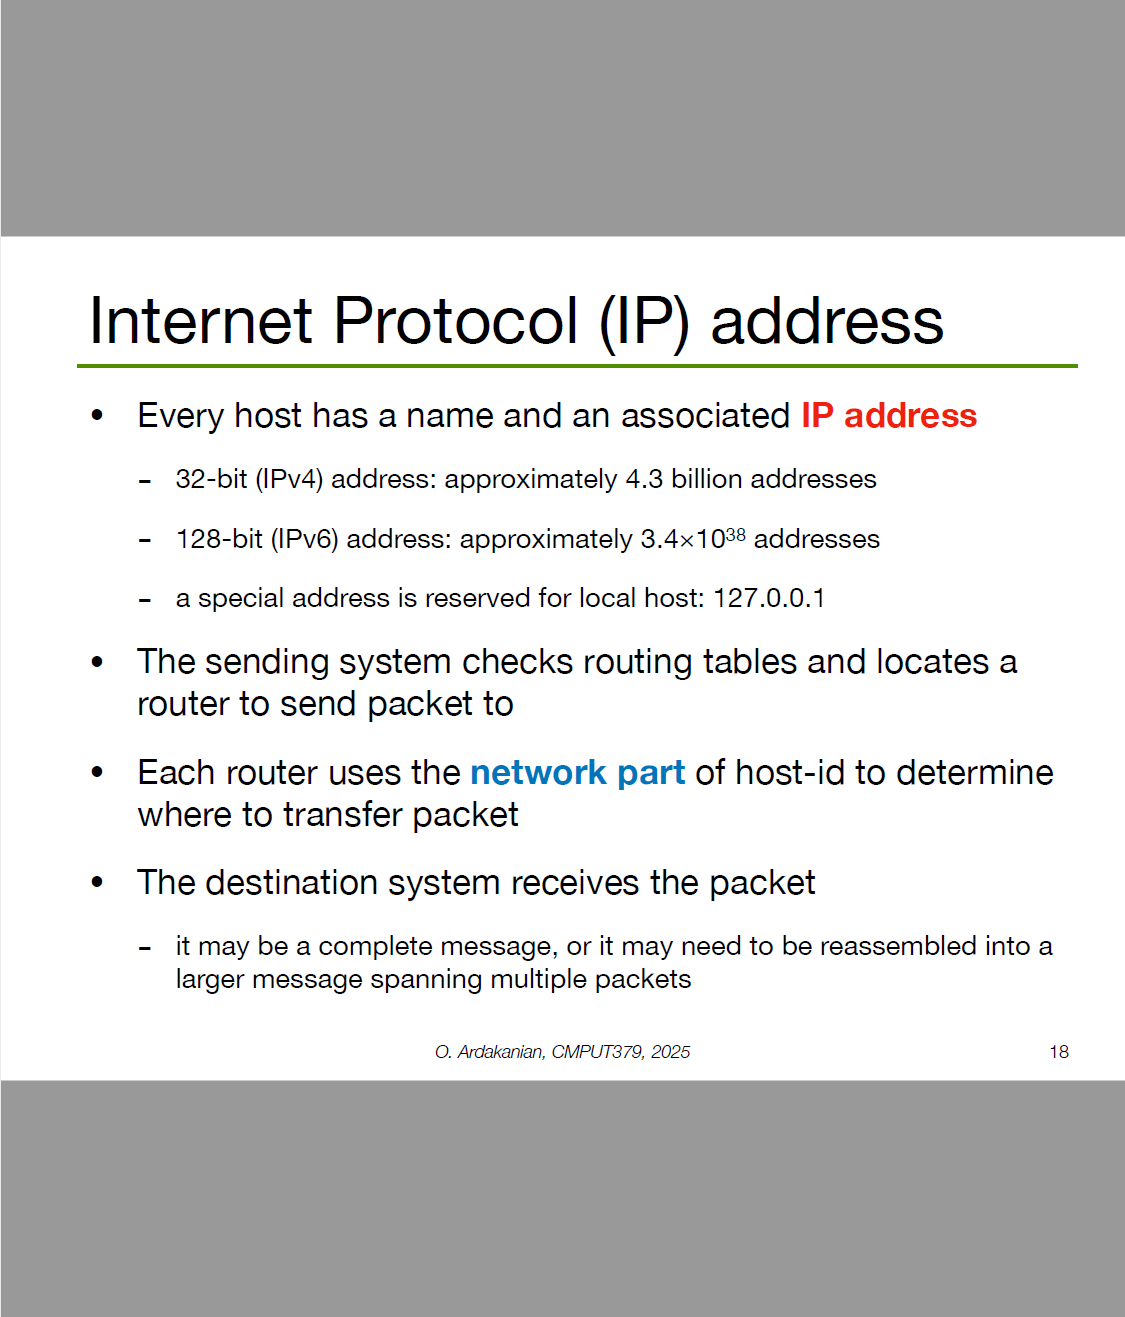 Internet Protocol (IP) address
• Every host has a name and an associated IP address
– 32-bit (IPv4) address: approximately 4.3 billion addresses
– 128-bit (IPv6) address: approximately 3.4×10³⁸ addresses
– a special address is reserved for local host: 127.0.0.1
• The sending system checks routing tables and locates a
router to send packet to
• Each router uses the network part of host-id to determine
where to transfer packet
• The destination system receives the packet
– it may be a complete message, or it may need to be reassembled into a
larger message spanning multiple packets
O. Ardakanian, CMPUT379, 2025
18